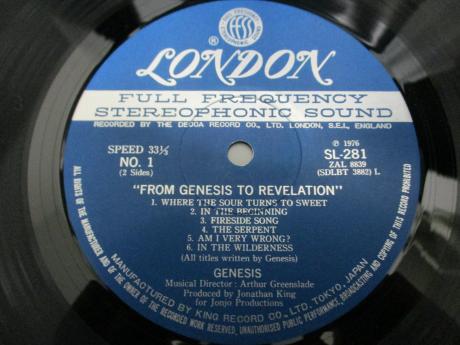 LONDON
FULL FREQUENCY
STEREOPHONIC SOUND
RECORDED BY THE DECCA RECORD CO., LTD. LONDON, S.E.I., ENGLAND
SPEED 33⅓
NO. 1
(2 Sides)
℗ 1976
SL-281
ZAL 8839
(SDLBT 3882) L
"FROM GENESIS TO REVELATION"
1. WHERE THE SOUR TURNS TO SWEET
2. IN THE BEGINNING
3. FIRESIDE SONG
4. THE SERPENT
5. AM I VERY WRONG?
6. IN THE WILDERNESS
(All titles written by Genesis)
GENESIS
Musical Director : Arthur Greenslade
Produced by Jonathan King
for Jonjo Productions
MANUFACTURED BY KING RECORD CO., LTD. TOKYO, JAPAN
ALL RIGHTS OF THE MANUFACTURER AND OF THE OWNER OF THE RECORDED WORK RESERVED, UNAUTHORISED PUBLIC PERFORMANCE, BROADCASTING AND COPYING OF THIS RECORD PROHIBITED